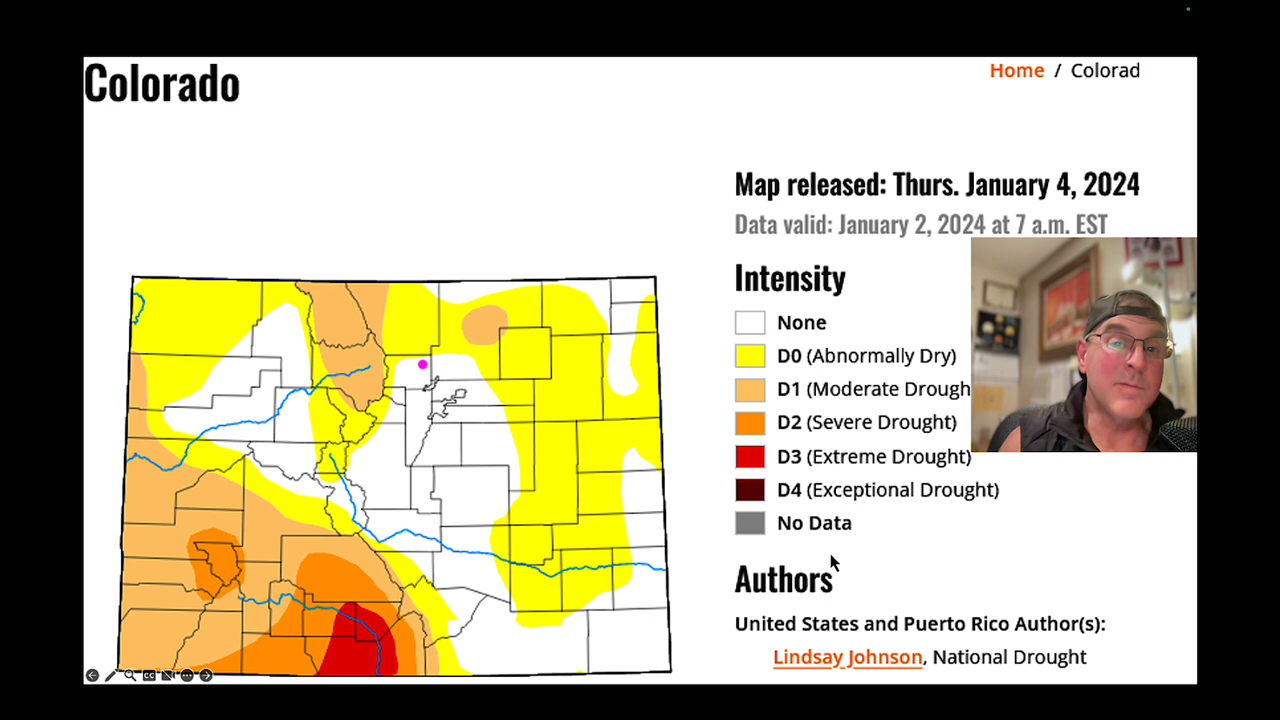 Colorado
Home / Colorad
Map released: Thurs. January 4, 2024
Data valid: January 2, 2024 at 7 a.m. EST
Intensity
None
D0 (Abnormally Dry)
D1 (Moderate Drough
D2 (Severe Drought)
D3 (Extreme Drought)
D4 (Exceptional Drought)
No Data
Authors
United States and Puerto Rico Author(s):
Lindsay Johnson, National Drought